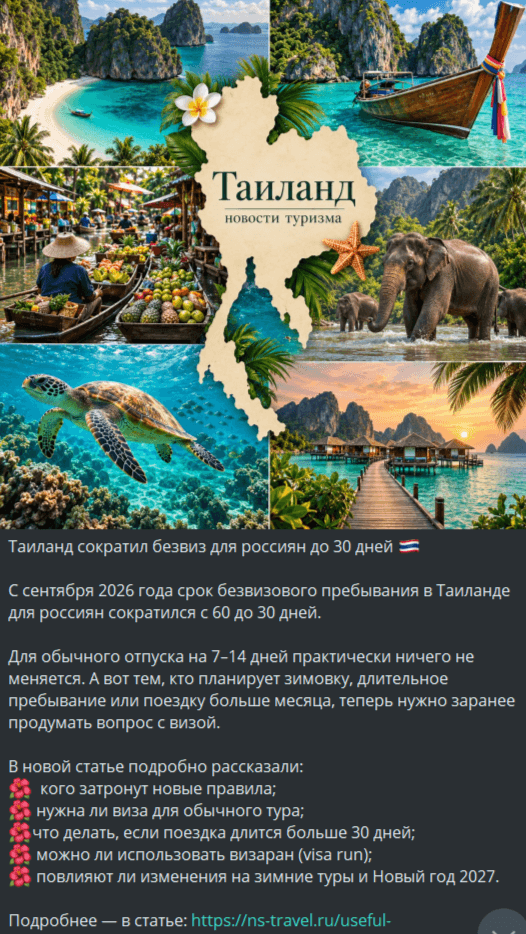 Таиланд
новости туризма
Таиланд сократил безвиз для россиян до 30 дней 🇹🇭
С сентября 2026 года срок безвизового пребывания в Таиланде
для россиян сократился с 60 до 30 дней.
Для обычного отпуска на 7–14 дней практически ничего не
меняется. А вот тем, кто планирует зимовку, длительное
пребывание или поездку больше месяца, теперь нужно заранее
продумать вопрос с визой.
В новой статье подробно рассказали:
🌺 кого затронут новые правила;
🌺 нужна ли виза для обычного тура;
🌺 что делать, если поездка длится больше 30 дней;
🌺 можно ли использовать визаран (visa run);
🌺 повлияют ли изменения на зимние туры и Новый год 2027.
Подробнее — в статье: https://ns-travel.ru/useful-